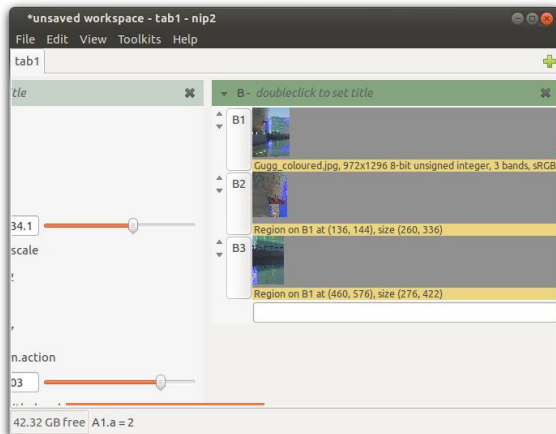 *unsaved workspace - tab1 - nip2
File Edit View Toolkits Help
tab1
B - doubleclick to set title
B1
Gugg_coloured.jpg, 972x1296 8-bit unsigned integer, 3 bands, sRGB
B2
Region on B1 at (136, 144), size (260, 336)
B3
Region on B1 at (460, 576), size (276, 422)
34.1
scale
n.action
03
42.32 GB free A1.a = 2